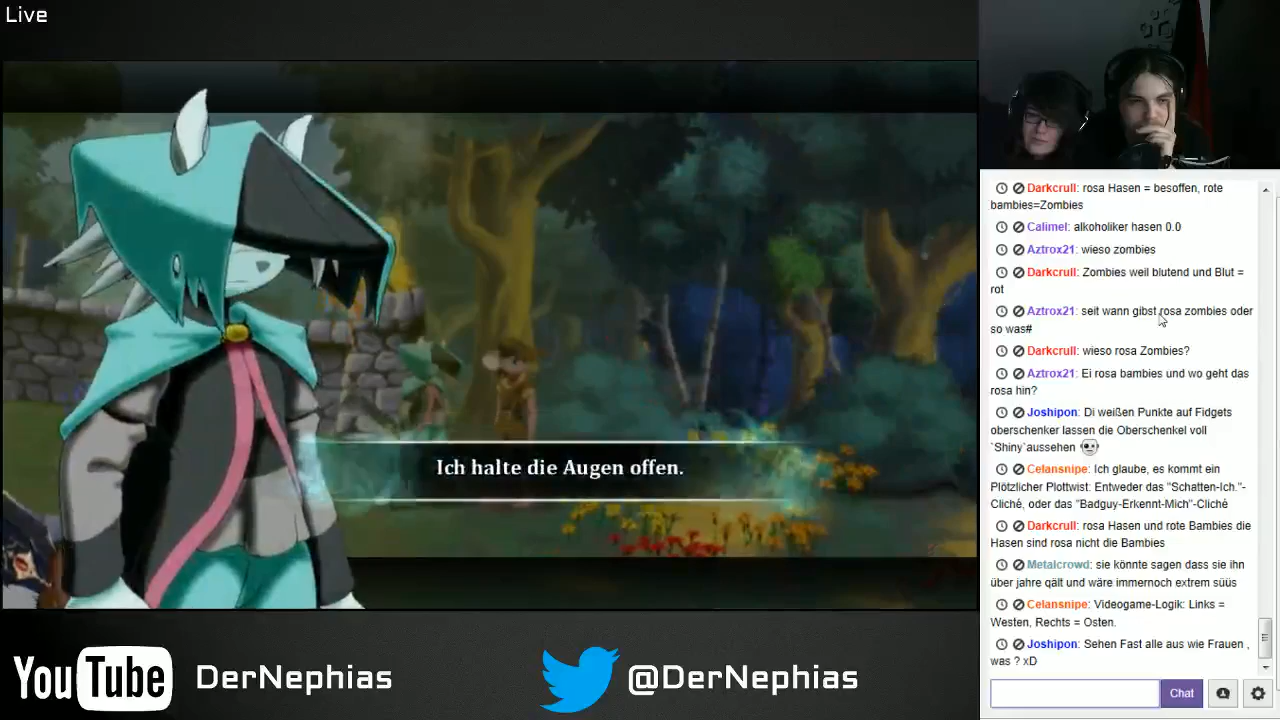 Live
Ich halte die Augen offen.
Darkcrull: rosa Hasen = besoffen, rote
bambies=Zombies
Calimel: alkoholiker hasen 0.0
Aztrox21: wieso zombies
Darkcrull: Zombies weil blutend und Blut =
rot
Aztrox21: seit wann gibst rosa zombies oder
so was#
Darkcrull: wieso rosa Zombies?
Aztrox21: Ei rosa bambies und wo geht das
rosa hin?
Joshipon: Di weißen Punkte auf Fidgets
oberschenker lassen die Oberschenkel voll
`Shiny`aussehen
Celansnipe: Ich glaube, es kommt ein
Plötzlicher Plottwist: Entweder das "Schatten-Ich."-
Cliché, oder das "Badguy-Erkennt-Mich"-Cliché
Darkcrull: rosa Hasen und rote Bambies die
Hasen sind rosa nicht die Bambies
Metalcrowd: sie könnte sagen dass sie ihn
über jahre qält und wäre immernoch extrem süüs
Celansnipe: Videogame-Logik: Links =
Westen, Rechts = Osten.
Joshipon: Sehen Fast alle aus wie Frauen ,
was ? xD
Chat
YouTube DerNephias @DerNephias